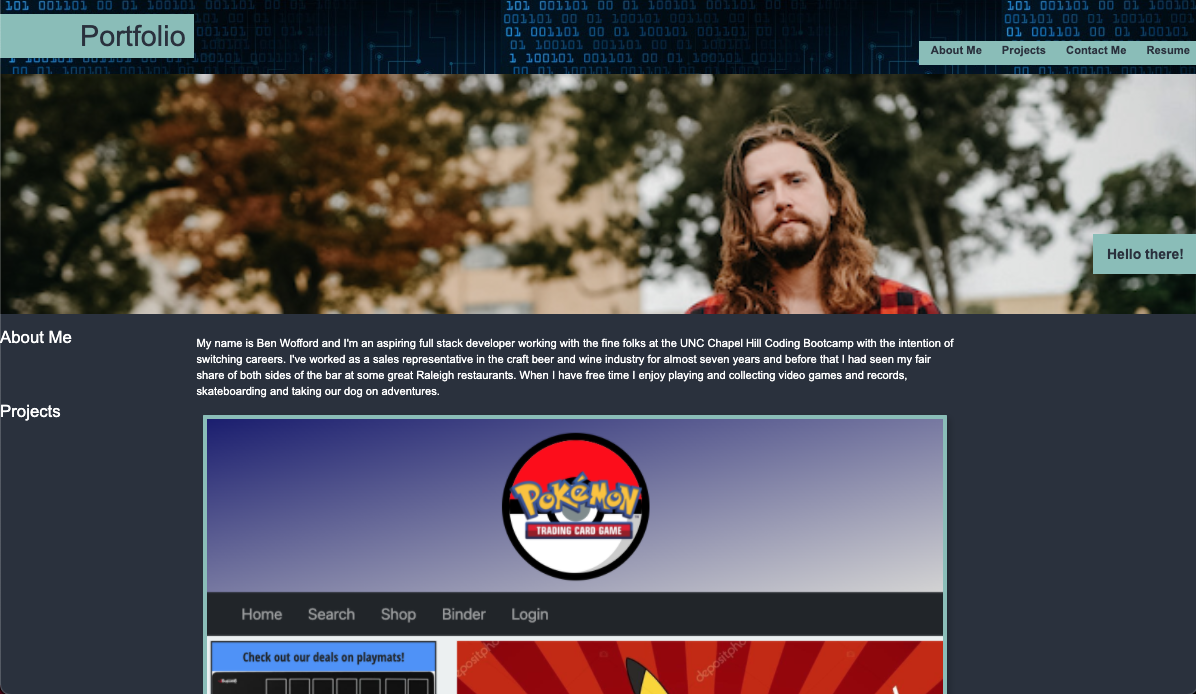 Portfolio
About Me Projects Contact Me Resume
Hello there!
About Me
My name is Ben Wofford and I'm an aspiring full stack developer working with the fine folks at the UNC Chapel Hill Coding Bootcamp with the intention of
switching careers. I've worked as a sales representative in the craft beer and wine industry for almost seven years and before that I had seen my fair
share of both sides of the bar at some great Raleigh restaurants. When I have free time I enjoy playing and collecting video games and records,
skateboarding and taking our dog on adventures.
Projects
POKéMON
TRADING CARD GAME
Home Search Shop Binder Login
Check out our deals on playmats!